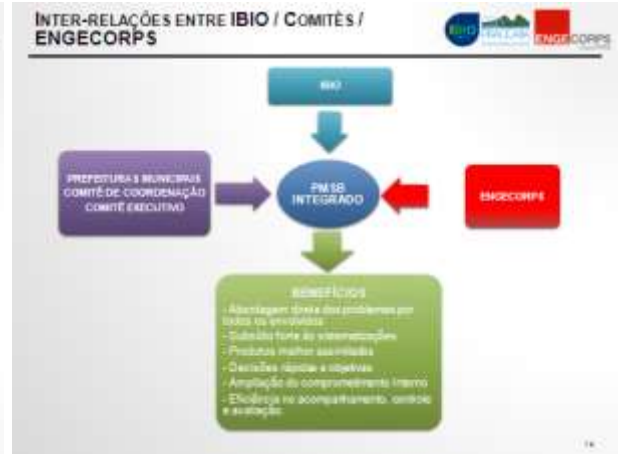 INTER-RELAÇÕES ENTRE IBIO / COMITÊS /
ENGECORPS
IBIO
ENGECORPS
IBIO
PREFEITURAS MUNICIPAIS
COMITÊ DE COORDENAÇÃO
COMITÊ EXECUTIVO
PMSB
INTEGRADO
ENGECORPS
BENEFÍCIOS
- Abordagem direta dos problemas por
todos os envolvidos
- Subsídio forte às sistematizações
- Produtos melhor assimilados
- Decisões rápidas e objetivas
- Ampliação do comprometimento interno
- Eficiência no acompanhamento, controle
e avaliação.